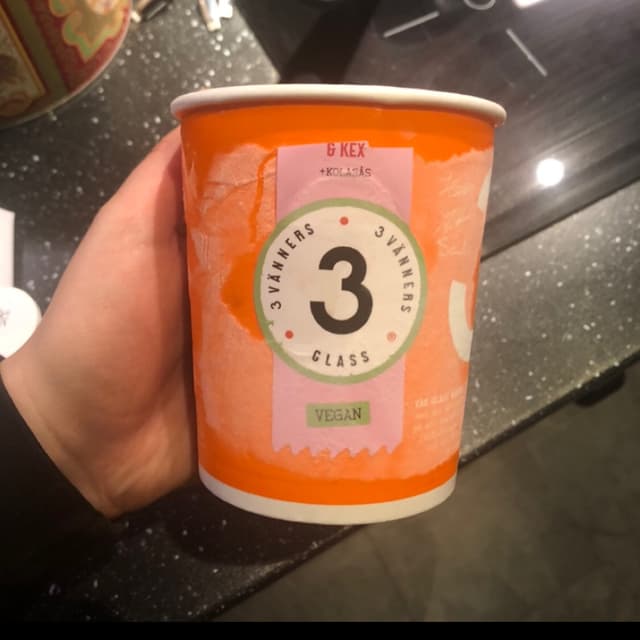 & KEX
+KOLASÅS
3 VÄNNERS
3 VÄNNERS
3
GLASS
VEGAN